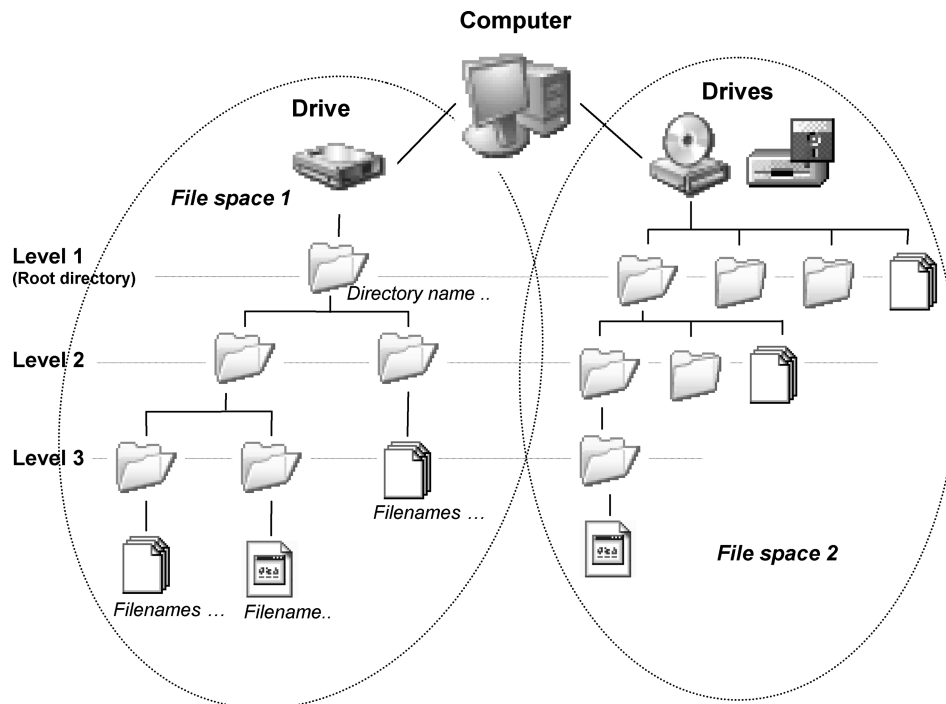 Computer
Drive
Drives
File space 1
Level 1
(Root directory)
Directory name ..
Level 2
Level 3
Filenames …
File space 2
Filenames …
Filename..